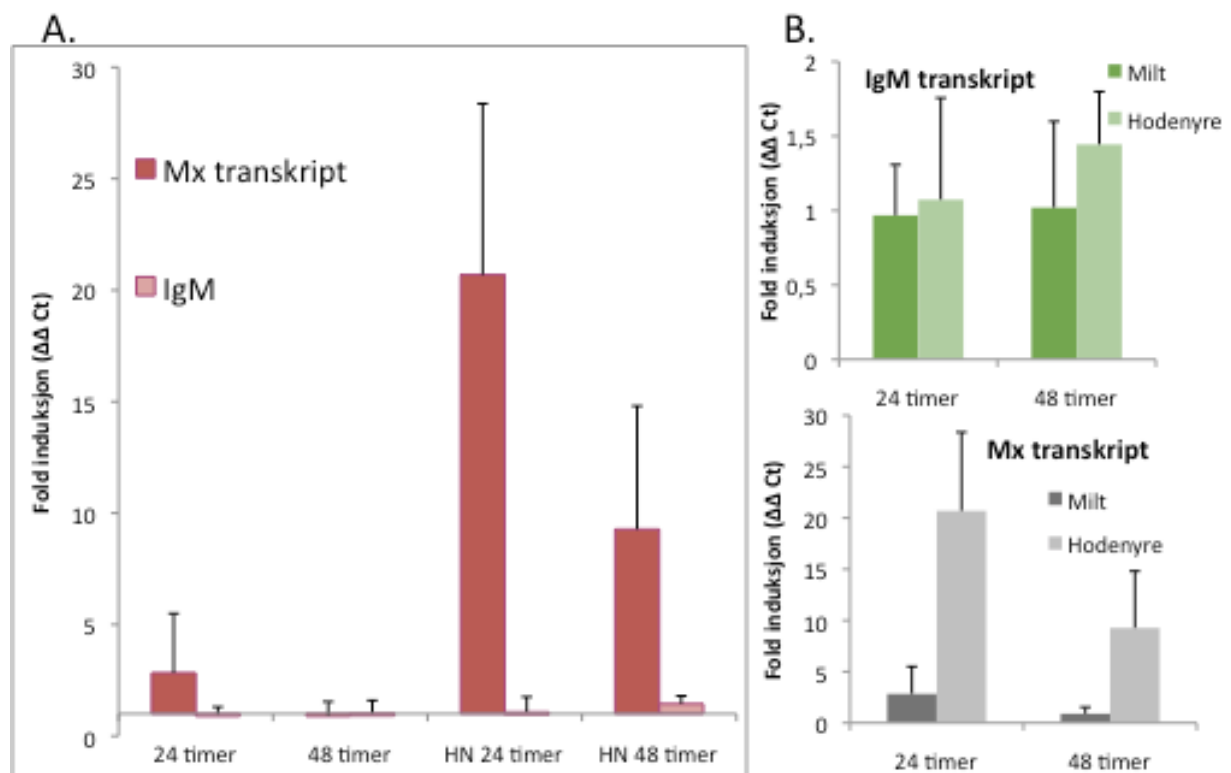 A.
30
25
20
15
10
5
0
Fold induksjon (ΔΔ Ct)
Mx transkript
IgM
24 timer
48 timer
HN 24 timer
HN 48 timer
B.
IgM transkript
Milt
Hodenyre
2
1,5
1
0,5
0
Fold induksjon (ΔΔ Ct)
24 timer
48 timer
Mx transkript
Milt
Hodenyre
30
25
20
15
10
5
0
Fold induksjon (ΔΔ Ct)
24 timer
48 timer